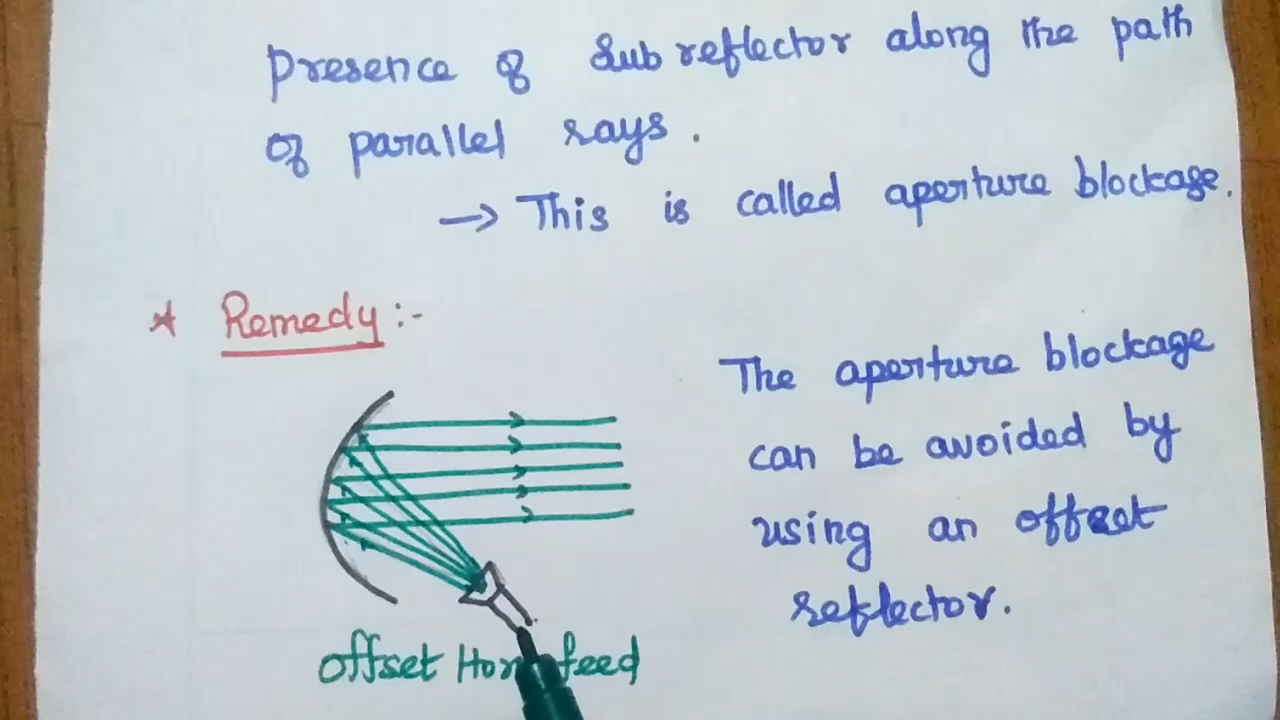 Presence of Sub reflector along the path
of parallel rays.
→ This is called aperture blockage.
* Remedy :-
The aperture blockage
can be avoided by
using an offset
reflector.
offset Horn feed